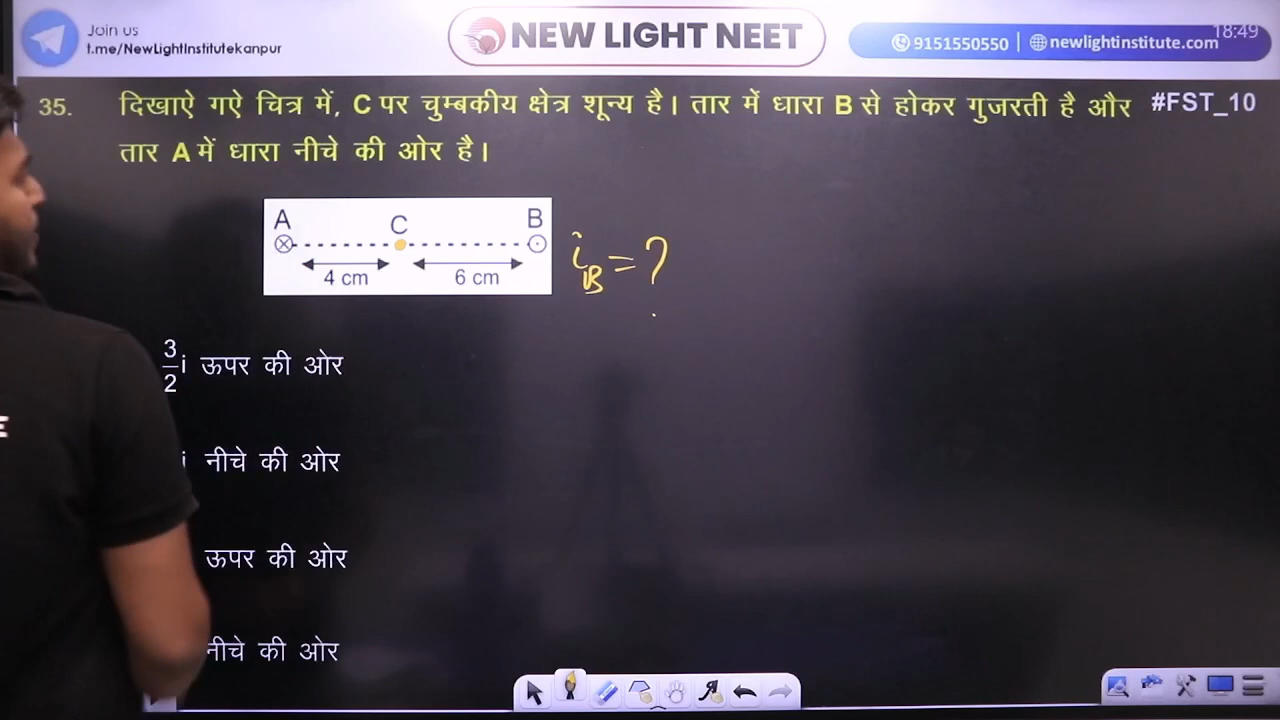 Join us
t.me/NewLightInstitutekanpur
NEW LIGHT NEET
9151550550 | newlightinstitute.com
18:49
35. दिखाऐ गऐ चित्र में, C पर चुम्बकीय क्षेत्र शून्य है। तार में धारा B से होकर गुजरती है और #FST_10
तार A में धारा नीचे की ओर है।
A C B
4 cm 6 cm
i_B = ?
3/2 i ऊपर की ओर
i नीचे की ओर
ऊपर की ओर
नीचे की ओर